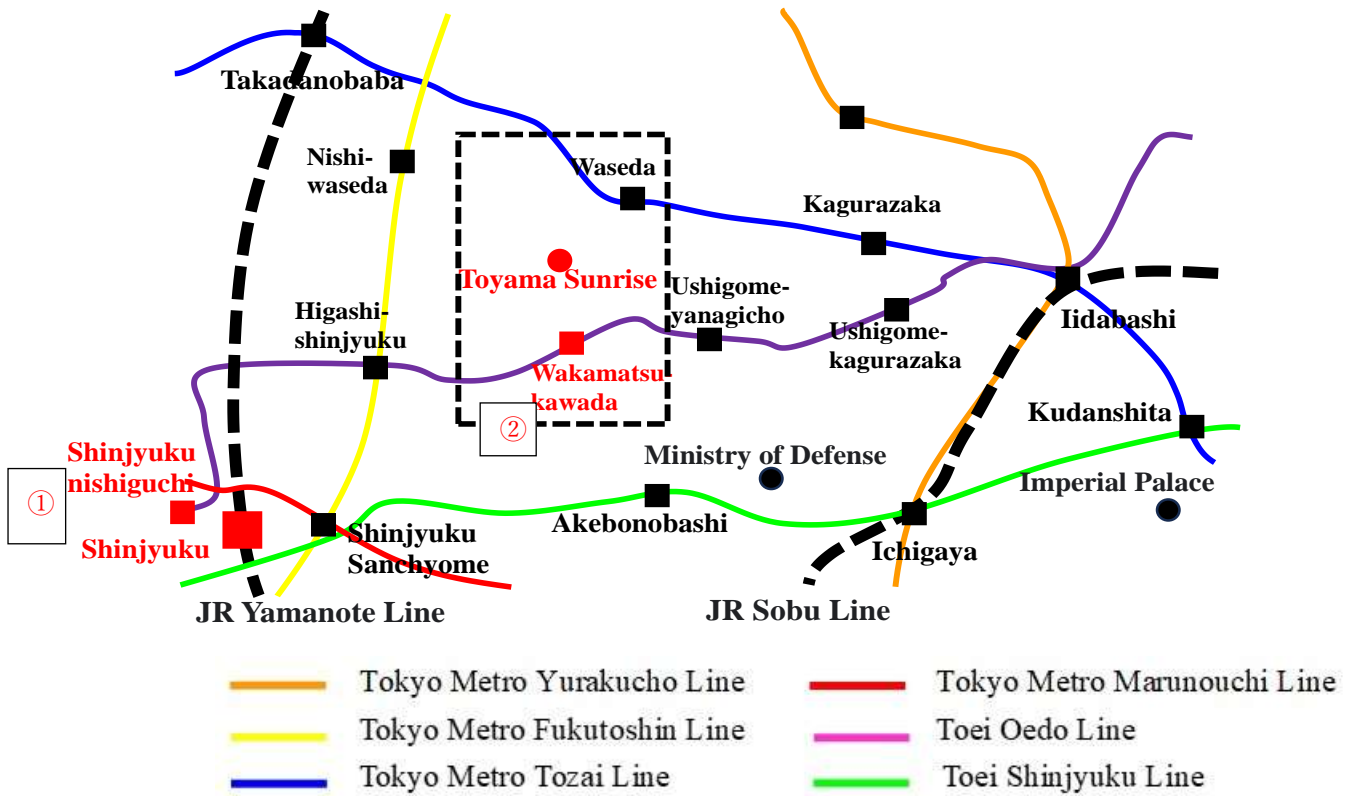 Takadanobaba
Nishi-
waseda
Waseda
Kagurazaka
Toyama Sunrise
Ushigome-
yanagicho
Higashi-
shinjyuku
Iidabashi
Ushigome-
kagurazaka
Wakamatsu-
kawada
Kudanshita
②
Shinjyuku
nishiguchi
①
Ministry of Defense
Imperial Palace
Akebonobashi
Shinjyuku
Shinjyuku
Sanchyome
Ichigaya
JR Yamanote Line
JR Sobu Line
Tokyo Metro Yurakucho Line
Tokyo Metro Marunouchi Line
Tokyo Metro Fukutoshin Line
Toei Oedo Line
Tokyo Metro Tozai Line
Toei Shinjyuku Line